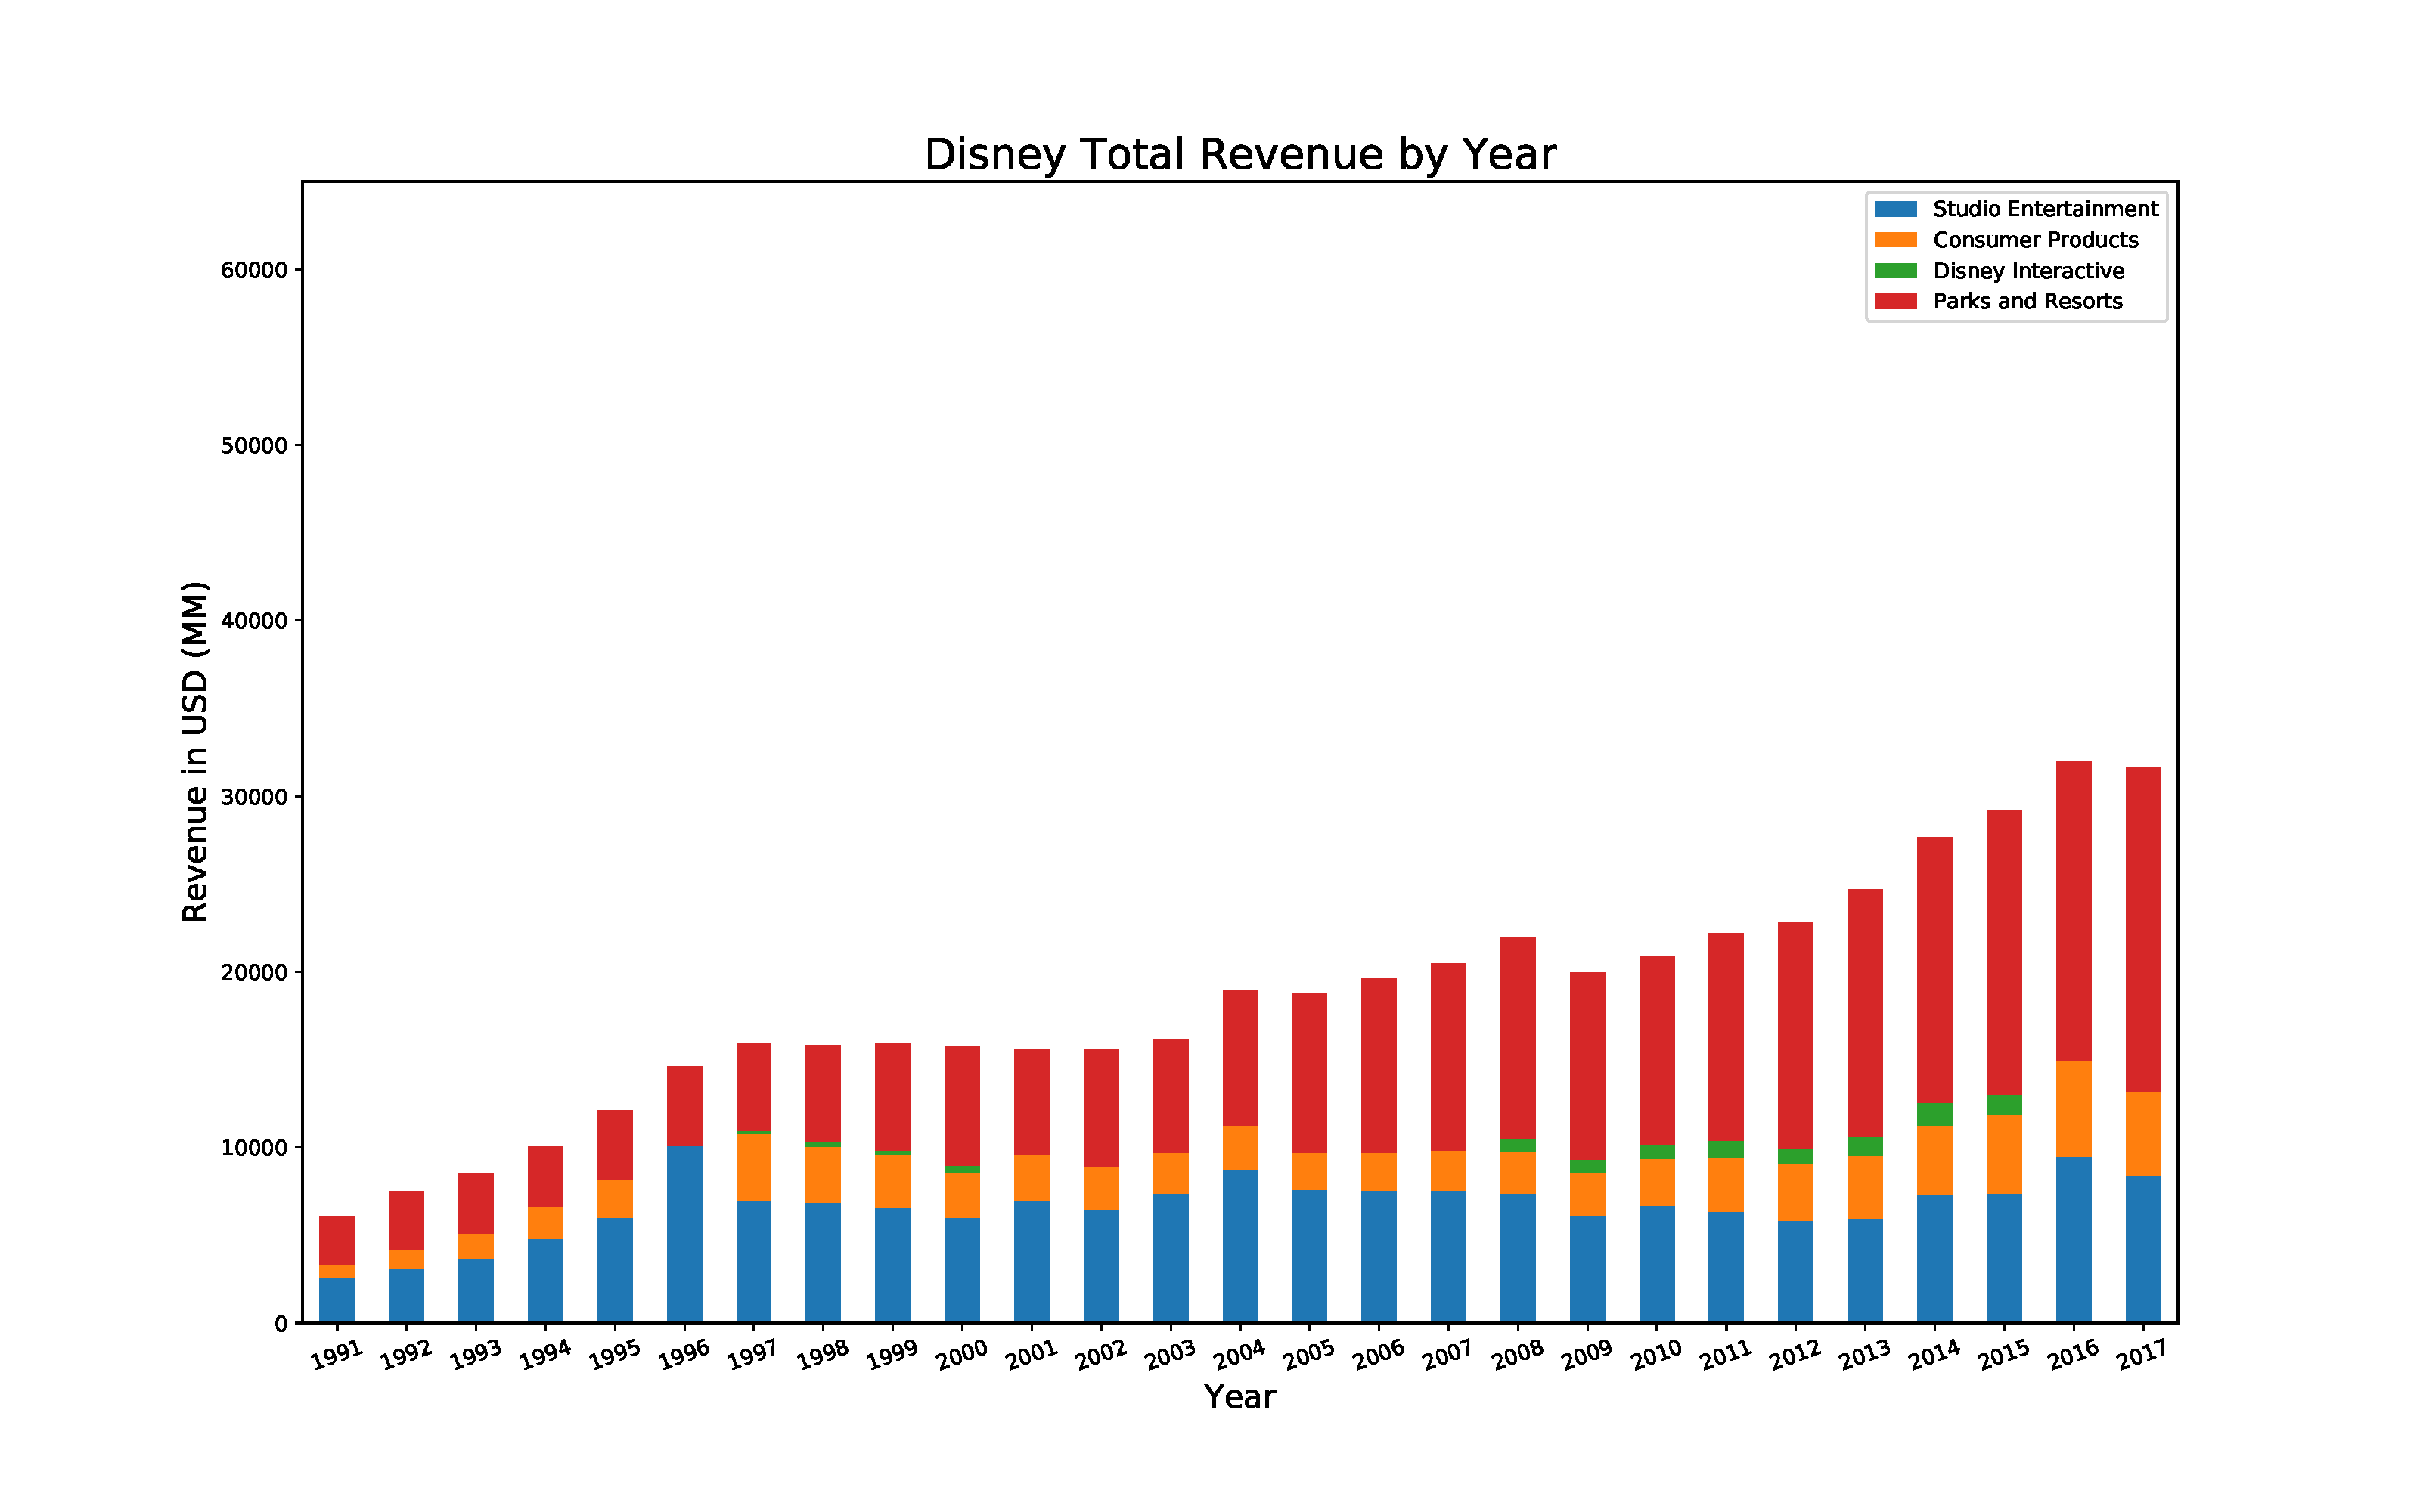 Disney Total Revenue by Year
Studio Entertainment
Consumer Products
Disney Interactive
Parks and Resorts
60000
50000
40000
30000
20000
10000
0
Revenue in USD (MM)
1991 1992 1993 1994 1995 1996 1997 1998 1999 2000 2001 2002 2003 2004 2005 2006 2007 2008 2009 2010 2011 2012 2013 2014 2015 2016 2017
Year